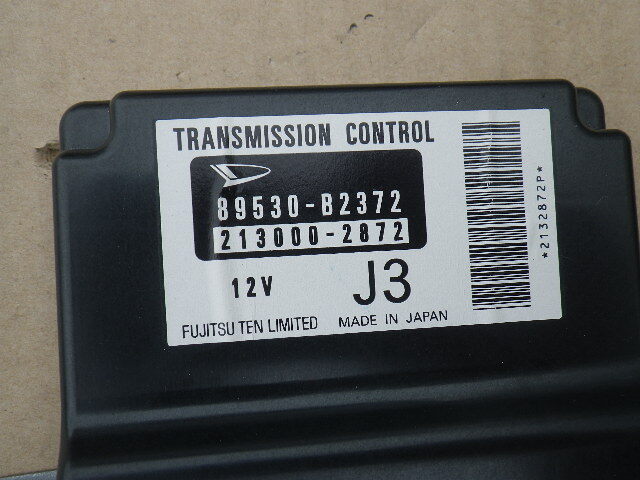 TRANSMISSION CONTROL
89530-B2372
213000-2872
12V J3
FUJITSU TEN LIMITED MADE IN JAPAN
*2132872P*